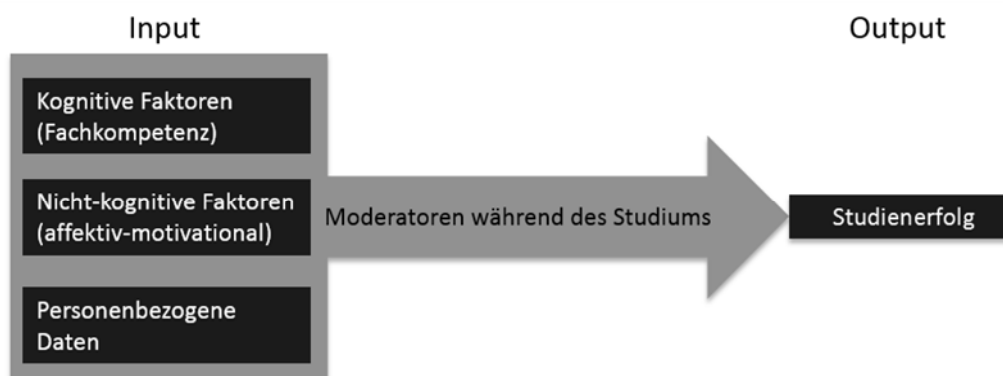 Input
Output
Kognitive Faktoren
(Fachkompetenz)
Nicht-kognitive Faktoren
(affektiv-motivational)
Personenbezogene
Daten
Moderatoren während des Studiums
Studienerfolg